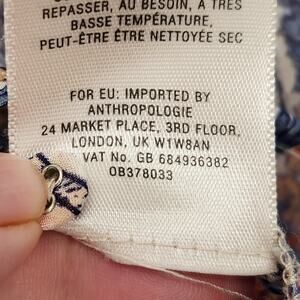 REPASSER, AU BESOIN, A TRÈS
BASSE TEMPÉRATURE,
PEUT-ÊTRE ÊTRE NETTOYÉE SEC
FOR EU: IMPORTED BY
ANTHROPOLOGIE
24 MARKET PLACE, 3RD FLOOR,
LONDON, UK W1W8AN
VAT No. GB 684936382
OB378033